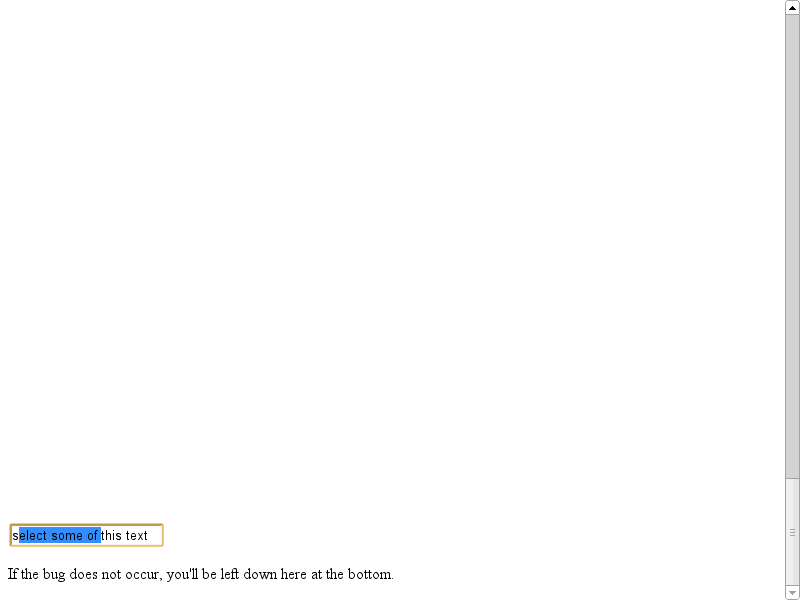 select some of this text
If the bug does not occur, you'll be left down here at the bottom.